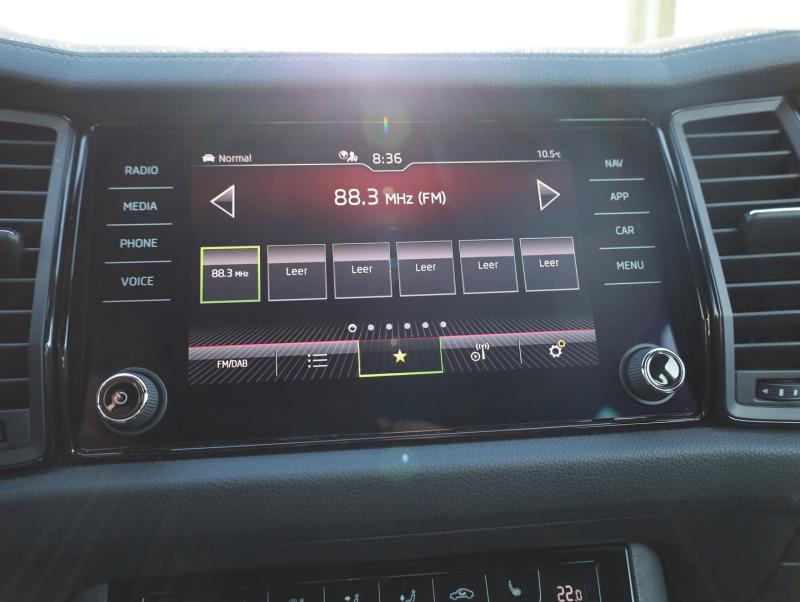 RADIO
MEDIA
PHONE
VOICE
Normal
8:36
10.5°C
88.3 MHz (FM)
88.3 MHz
Leer
Leer
Leer
Leer
Leer
FM/DAB
NAV
APP
CAR
MENU
22.0